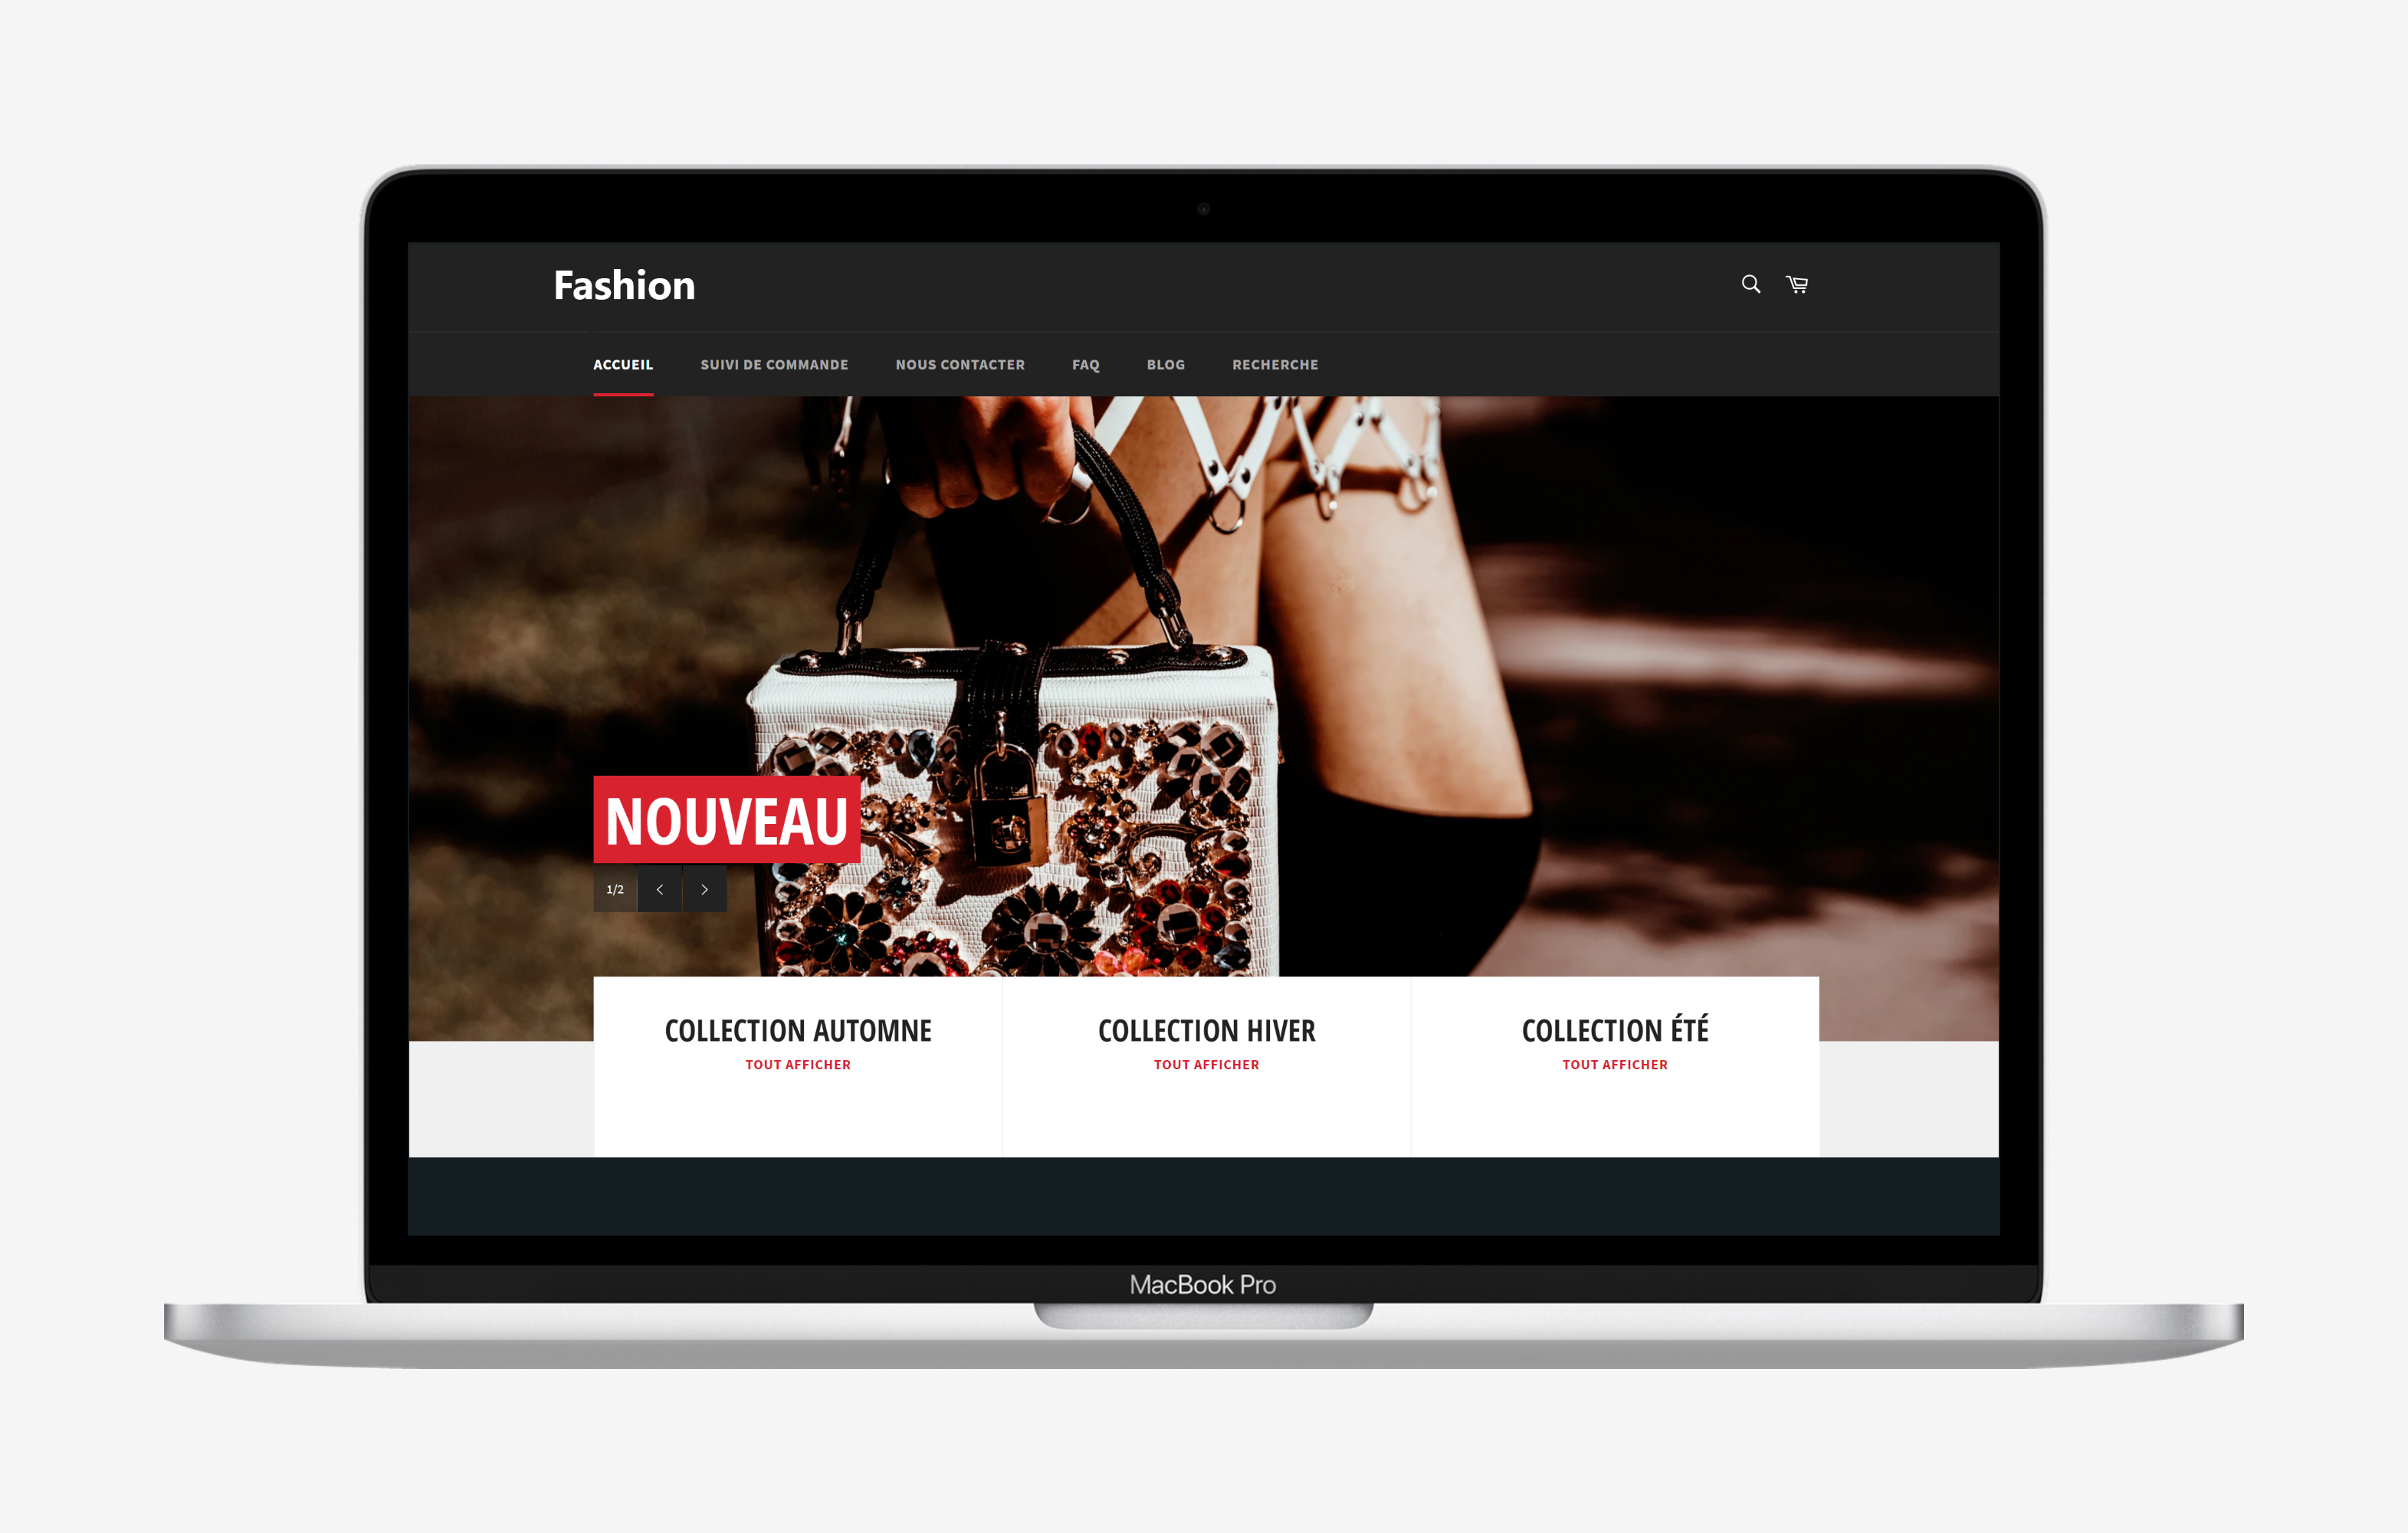 Fashion
ACCUEIL SUIVI DE COMMANDE NOUS CONTACTER FAQ BLOG RECHERCHE
NOUVEAU
1/2
COLLECTION AUTOMNE
TOUT AFFICHER
COLLECTION HIVER
TOUT AFFICHER
COLLECTION ÉTÉ
TOUT AFFICHER
MacBook Pro